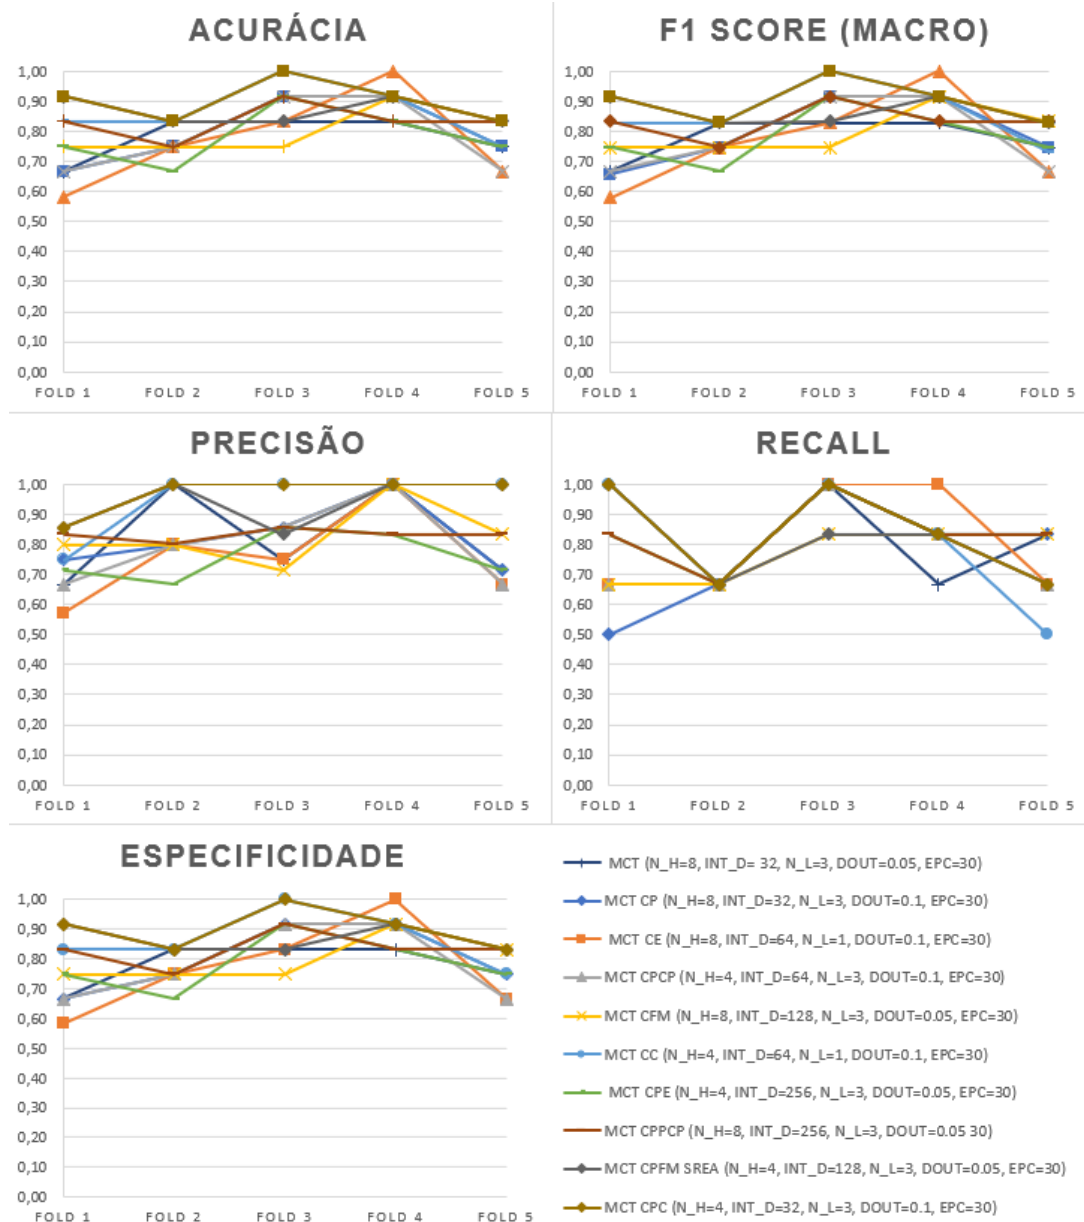 ACURÁCIA
1,00
0,90
0,80
0,70
0,60
0,50
0,40
0,30
0,20
0,10
0,00
FOLD 1 FOLD 2 FOLD 3 FOLD 4 FOLD 5
F1 SCORE (MACRO)
1,00
0,90
0,80
0,70
0,60
0,50
0,40
0,30
0,20
0,10
0,00
FOLD 1 FOLD 2 FOLD 3 FOLD 4 FOLD 5
PRECISÃO
1,00
0,90
0,80
0,70
0,60
0,50
0,40
0,30
0,20
0,10
0,00
FOLD 1 FOLD 2 FOLD 3 FOLD 4 FOLD 5
RECALL
1,00
0,90
0,80
0,70
0,60
0,50
0,40
0,30
0,20
0,10
0,00
FOLD 1 FOLD 2 FOLD 3 FOLD 4 FOLD 5
ESPECIFICIDADE
1,00
0,90
0,80
0,70
0,60
0,50
0,40
0,30
0,20
0,10
0,00
FOLD 1 FOLD 2 FOLD 3 FOLD 4 FOLD 5
MCT (N_H=8, INT_D= 32, N_L=3, DOUT=0.05, EPC=30)
MCT CP (N_H=8, INT_D=32, N_L=3, DOUT=0.1, EPC=30)
MCT CE (N_H=8, INT_D=64, N_L=1, DOUT=0.1, EPC=30)
MCT CPCP (N_H=4, INT_D=64, N_L=3, DOUT=0.1, EPC=30)
MCT CFM (N_H=8, INT_D=128, N_L=3, DOUT=0.05, EPC=30)
MCT CC (N_H=4, INT_D=64, N_L=1, DOUT=0.1, EPC=30)
MCT CPE (N_H=4, INT_D=256, N_L=3, DOUT=0.05, EPC=30)
MCT CPPCP (N_H=8, INT_D=256, N_L=3, DOUT=0.05 30)
MCT CPFM SREA (N_H=4, INT_D=128, N_L=3, DOUT=0.05, EPC=30)
MCT CPC (N_H=4, INT_D=32, N_L=3, DOUT=0.1, EPC=30)